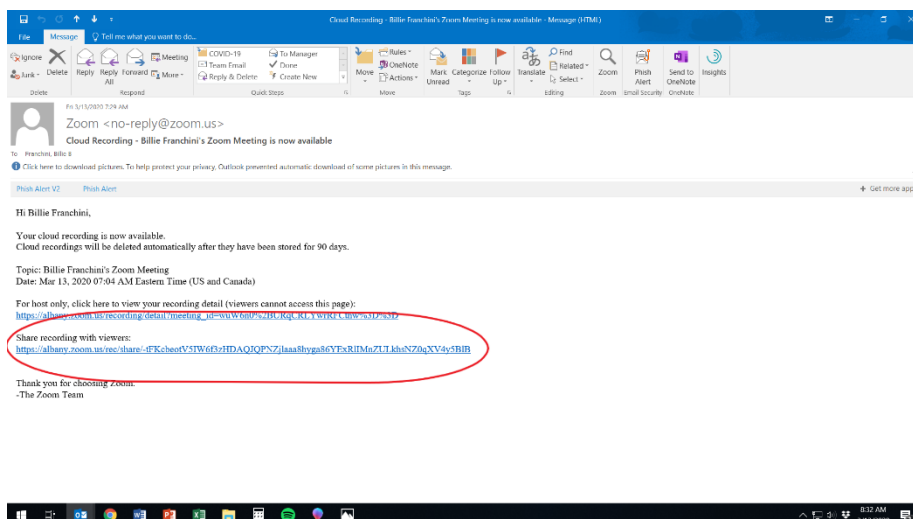 Cloud Recording - Billie Franchini's Zoom Meeting is now available - Message (HTML)
File Message Tell me what you want to do...
Ignore
Junk
Delete
Reply
Reply All
Forward
Meeting
More
COVID-19
Team Email
Reply & Delete
To Manager
Done
Create New
Move
Rules
OneNote
Actions
Mark Unread
Categorize
Follow Up
Translate
Find
Related
Select
Zoom
Phish Alert
Send to OneNote
Insights
Delete Respond Quick Steps Move Tags Editing Zoom Email Security OneNote
Fri 3/13/2020 7:29 AM
Zoom <no-reply@zoom.us>
Cloud Recording - Billie Franchini's Zoom Meeting is now available
To Franchini, Billie B
Click here to download pictures. To help protect your privacy, Outlook prevented automatic download of some pictures in this message.
Phish Alert V2 Phish Alert + Get more app
Hi Billie Franchini,
Your cloud recording is now available.
Cloud recordings will be deleted automatically after they have been stored for 90 days.
Topic: Billie Franchini's Zoom Meeting
Date: Mar 13, 2020 07:04 AM Eastern Time (US and Canada)
For host only, click here to view your recording detail (viewers cannot access this page):
Share recording with viewers:
Thank you for choosing Zoom.
-The Zoom Team
8:32 AM